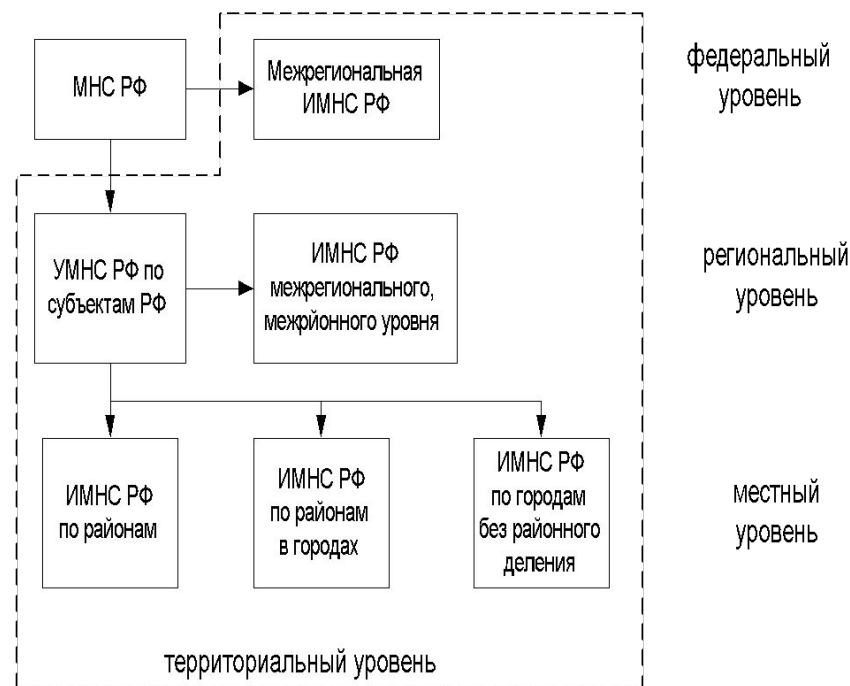 МНС РФ
Межрегиональная
ИМНС РФ
федеральный
уровень
УМНС РФ по
субъектам РФ
ИМНС РФ
межрегионального,
межрйонного уровня
региональный
уровень
ИМНС РФ
по районам
ИМНС РФ
по районам
в городах
ИМНС РФ
по городам
без районного
деления
местный
уровень
территориальный уровень